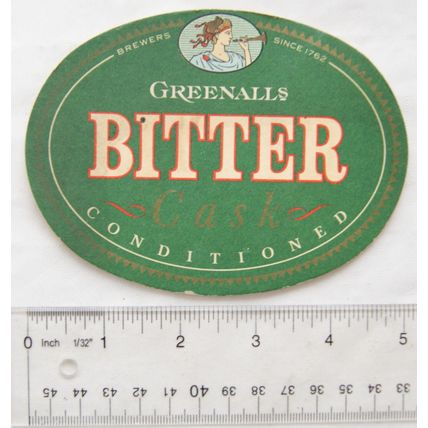 BREWERS SINCE 1762
GREENALLS
BITTER
Cask
CONDITIONED
0 Inch 1/32" 1 2 3 4 5
45 44 43 42 41 40 39 38 37 36 35 34 33